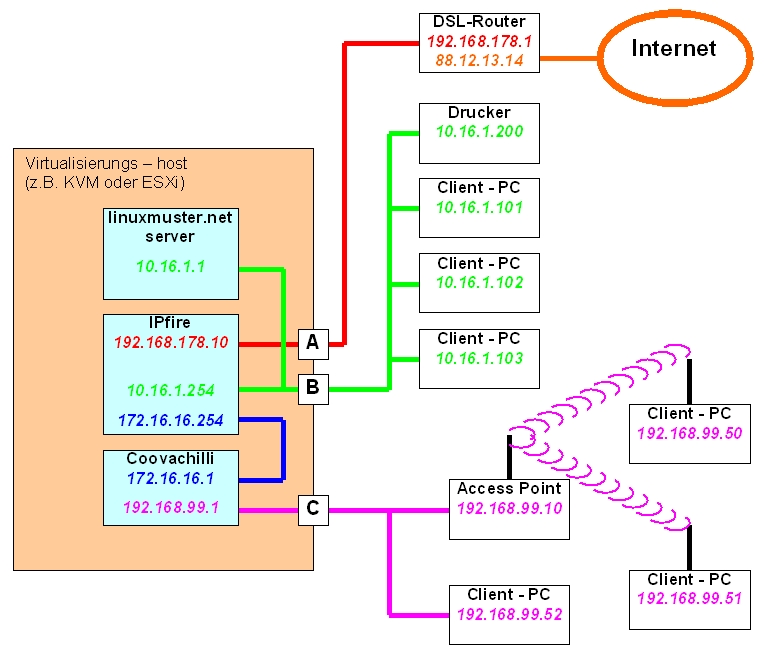 DSL-Router
192.168.178.1
88.12.13.14
Internet
Drucker
10.16.1.200
Client - PC
10.16.1.101
Client - PC
10.16.1.102
Client - PC
10.16.1.103
Virtualisierungs – host
(z.B. KVM oder ESXi)
linuxmuster.net
server
10.16.1.1
IPfire
192.168.178.10
10.16.1.254
172.16.16.254
Coovachilli
172.16.16.1
192.168.99.1
A
B
C
Access Point
192.168.99.10
Client - PC
192.168.99.50
Client - PC
192.168.99.51
Client - PC
192.168.99.52